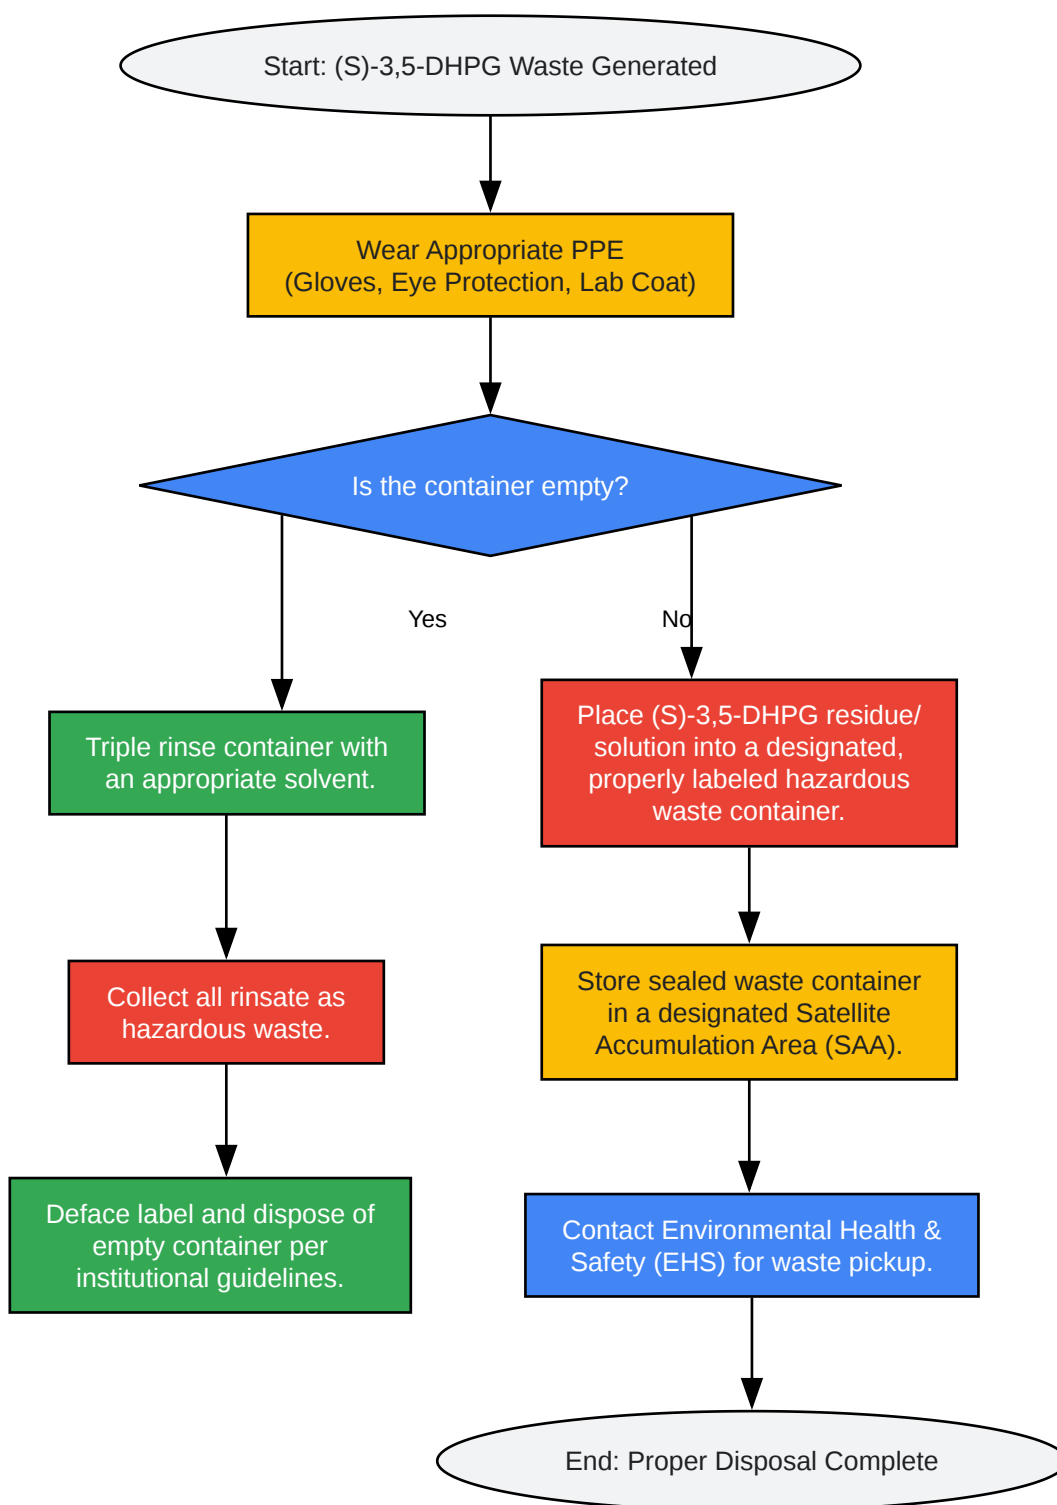 Start: (S)-3,5-DHPG Waste Generated
Wear Appropriate PPE
(Gloves, Eye Protection, Lab Coat)
Is the container empty?
Yes
No
Triple rinse container with
an appropriate solvent.
Collect all rinsate as
hazardous waste.
Deface label and dispose of
empty container per
institutional guidelines.
Place (S)-3,5-DHPG residue/
solution into a designated,
properly labeled hazardous
waste container.
Store sealed waste container
in a designated Satellite
Accumulation Area (SAA).
Contact Environmental Health &
Safety (EHS) for waste pickup.
End: Proper Disposal Complete